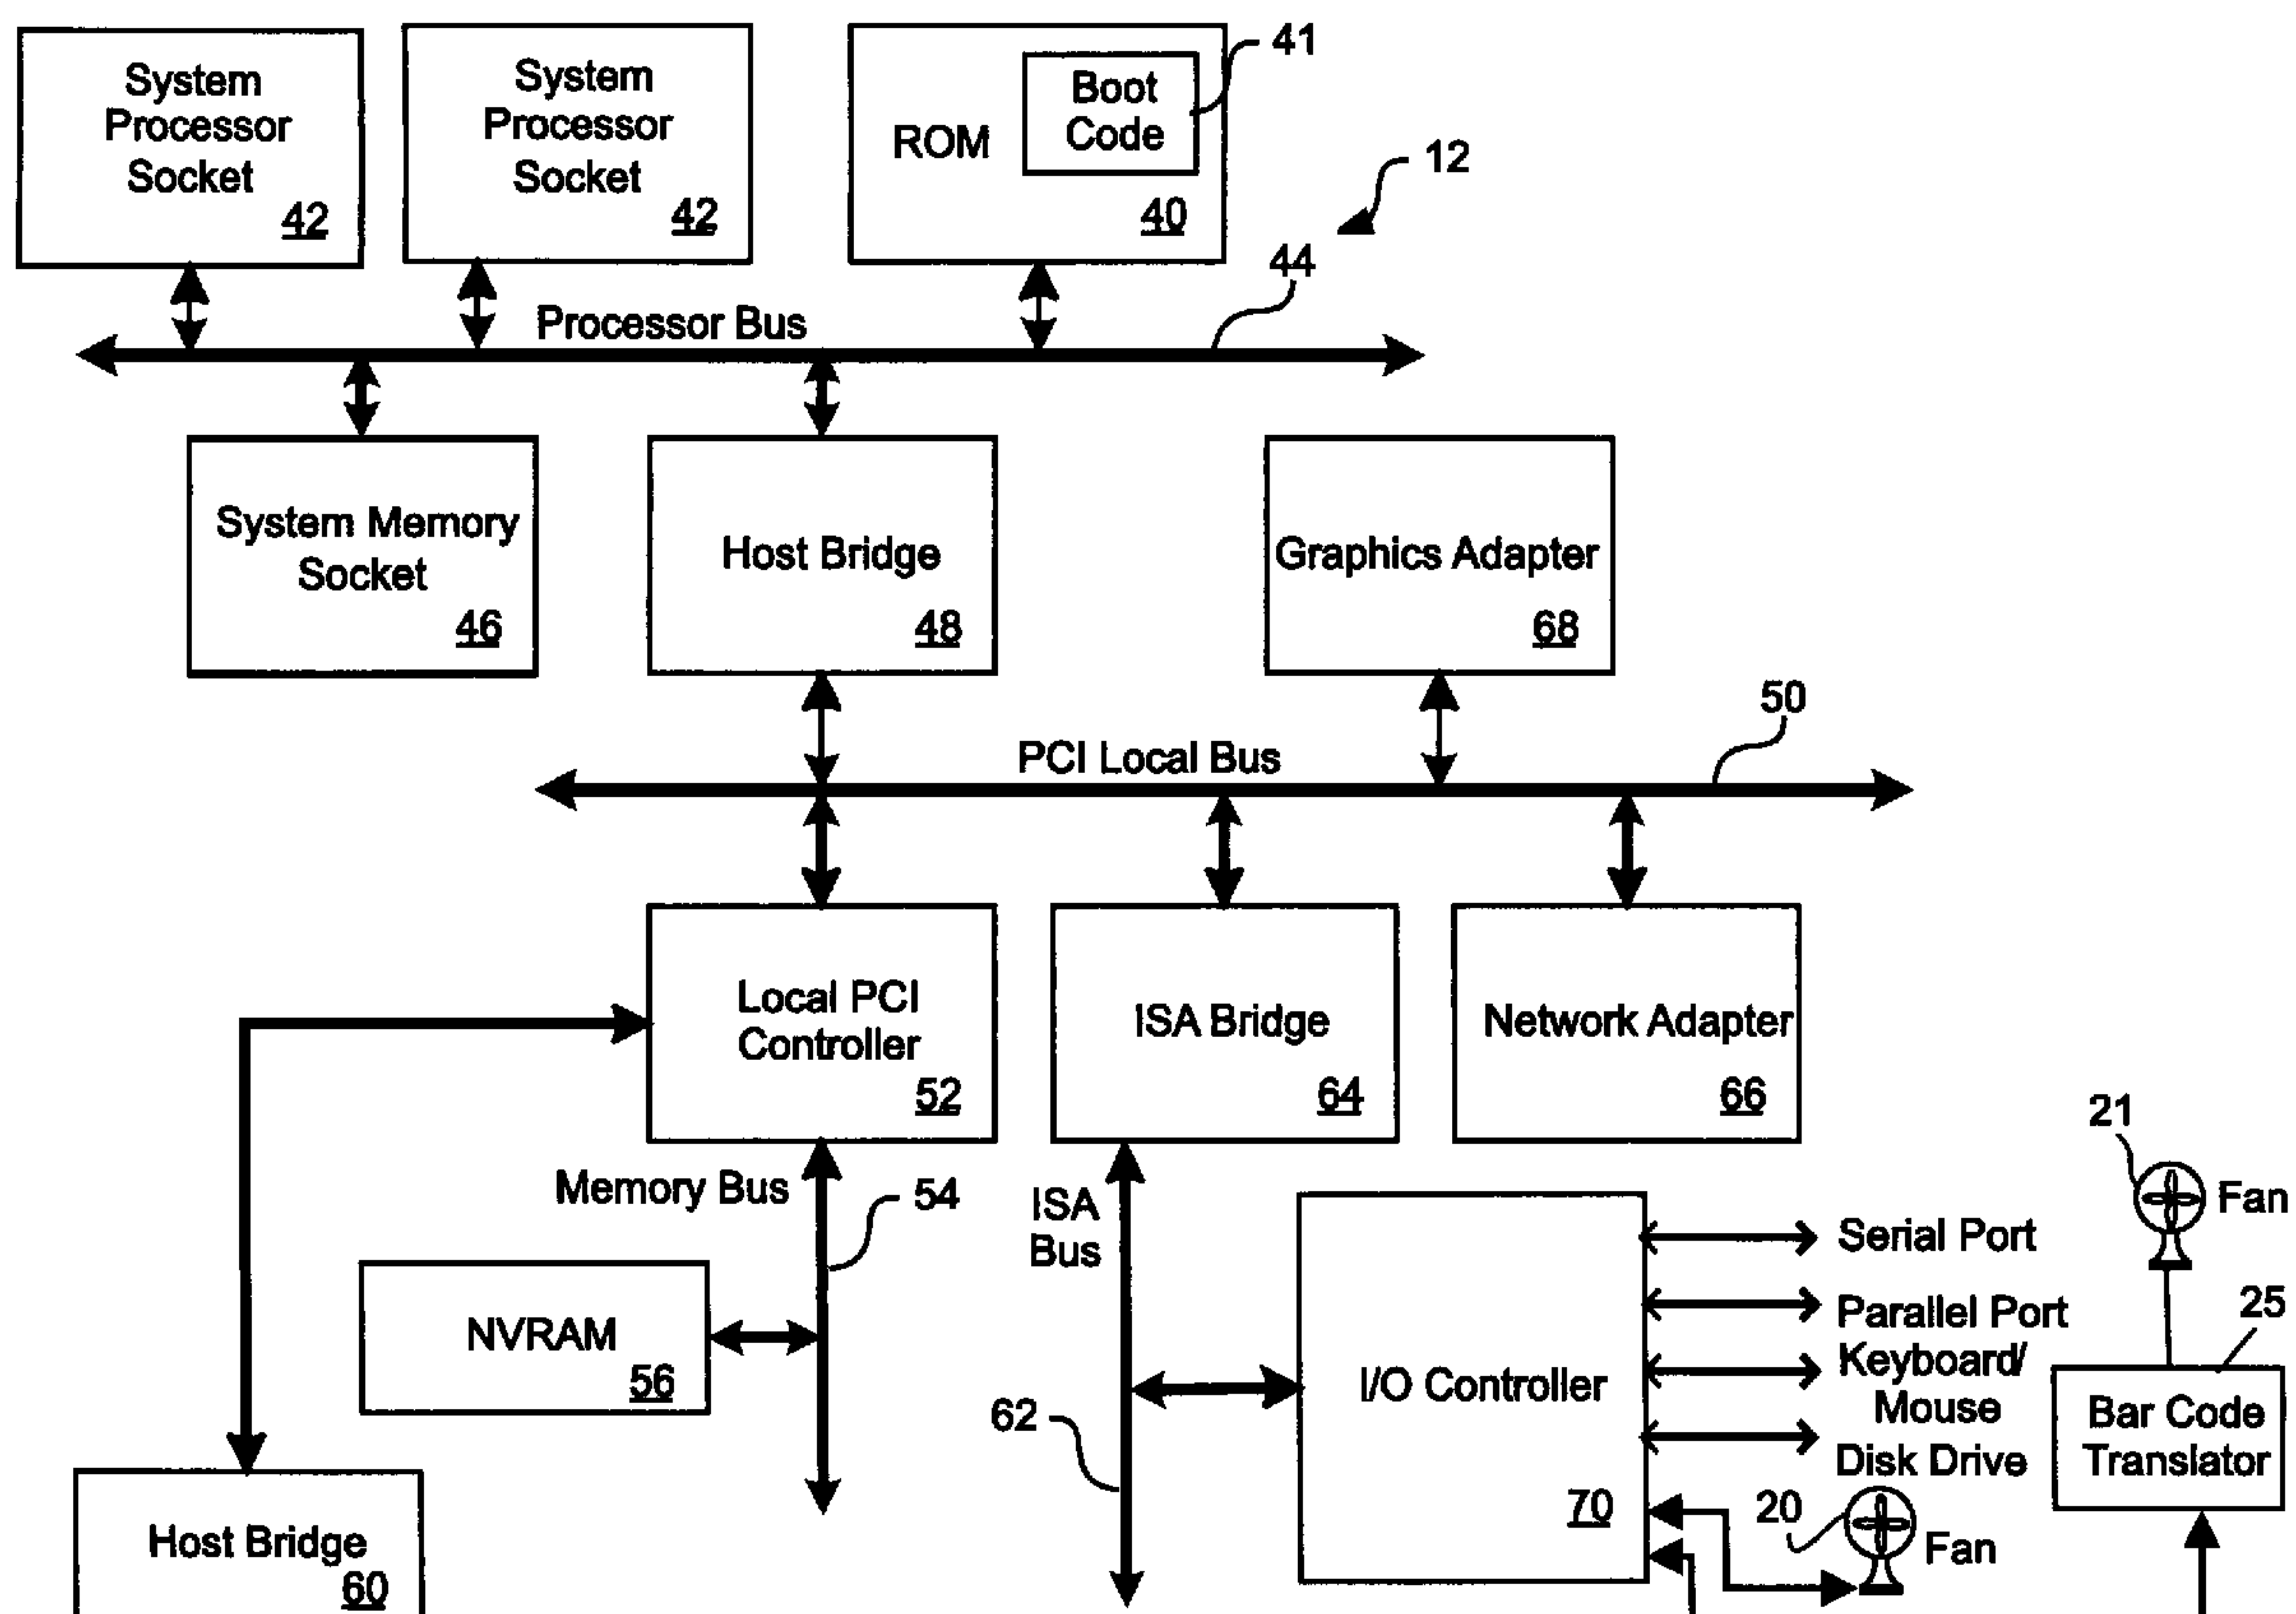 System
Processor
Socket
42
System
Processor
Socket
42
ROM
Boot
Code
40
41
12
44
Processor Bus
System Memory
Socket
46
Host Bridge
48
Graphics Adapter
68
50
PCI Local Bus
Local PCI
Controller
52
ISA Bridge
64
Network Adapter
66
Memory Bus
54
ISA
Bus
NVRAM
56
62
I/O Controller
70
Serial Port
Parallel Port
Keyboard/
Mouse
Disk Drive
20
Fan
21
Fan
25
Bar Code
Translator
Host Bridge
60